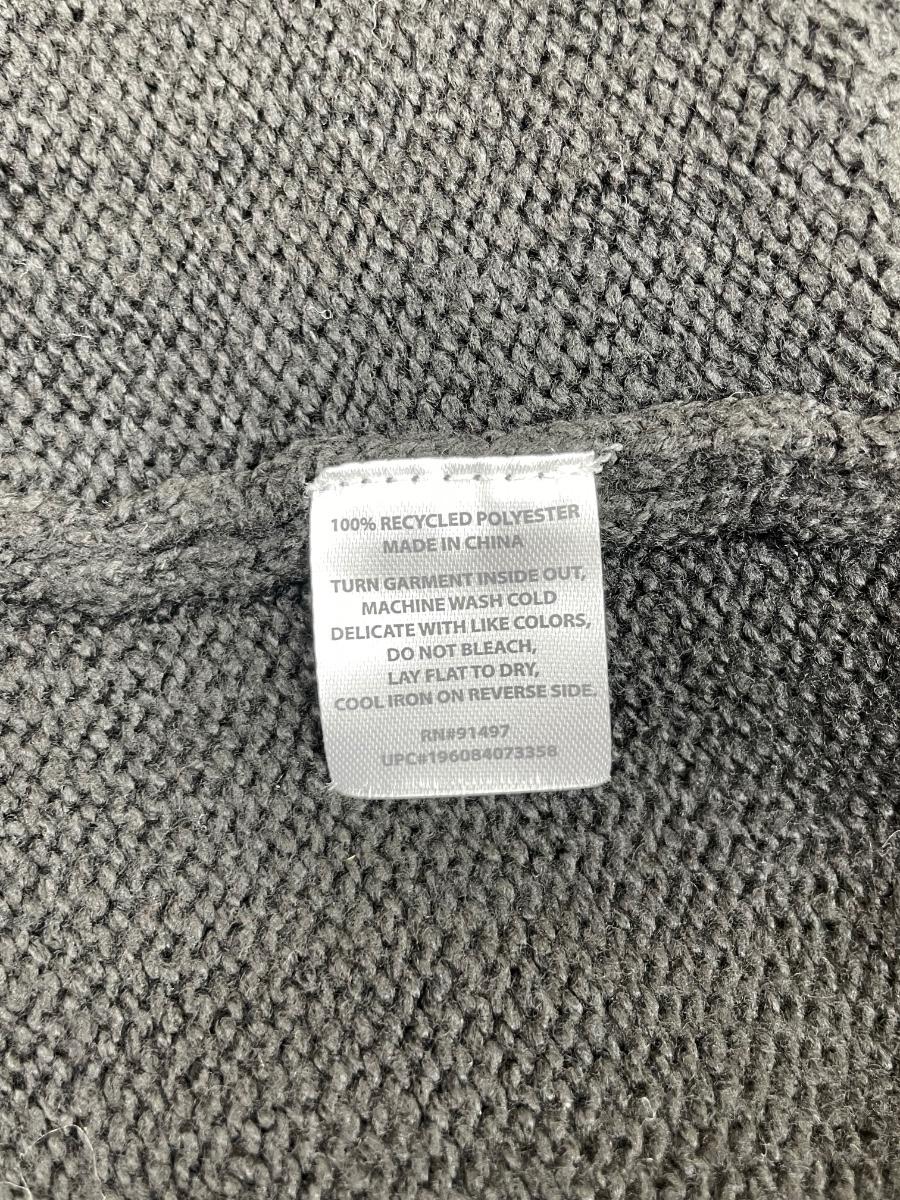 100% RECYCLED POLYESTER
MADE IN CHINA
TURN GARMENT INSIDE OUT,
MACHINE WASH COLD
DELICATE WITH LIKE COLORS,
DO NOT BLEACH,
LAY FLAT TO DRY,
COOL IRON ON REVERSE SIDE.
RN#91497
UPC#196084073358